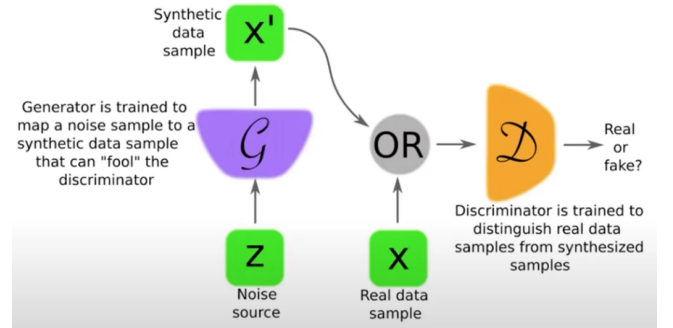 Synthetic
data
sample
X'
Generator is trained to
map a noise sample to a
synthetic data sample
that can "fool" the
discriminator
G
OR
D
Real
or
fake?
Discriminator is trained to
distinguish real data
samples from synthesized
samples
Z
X
Noise
source
Real data
sample